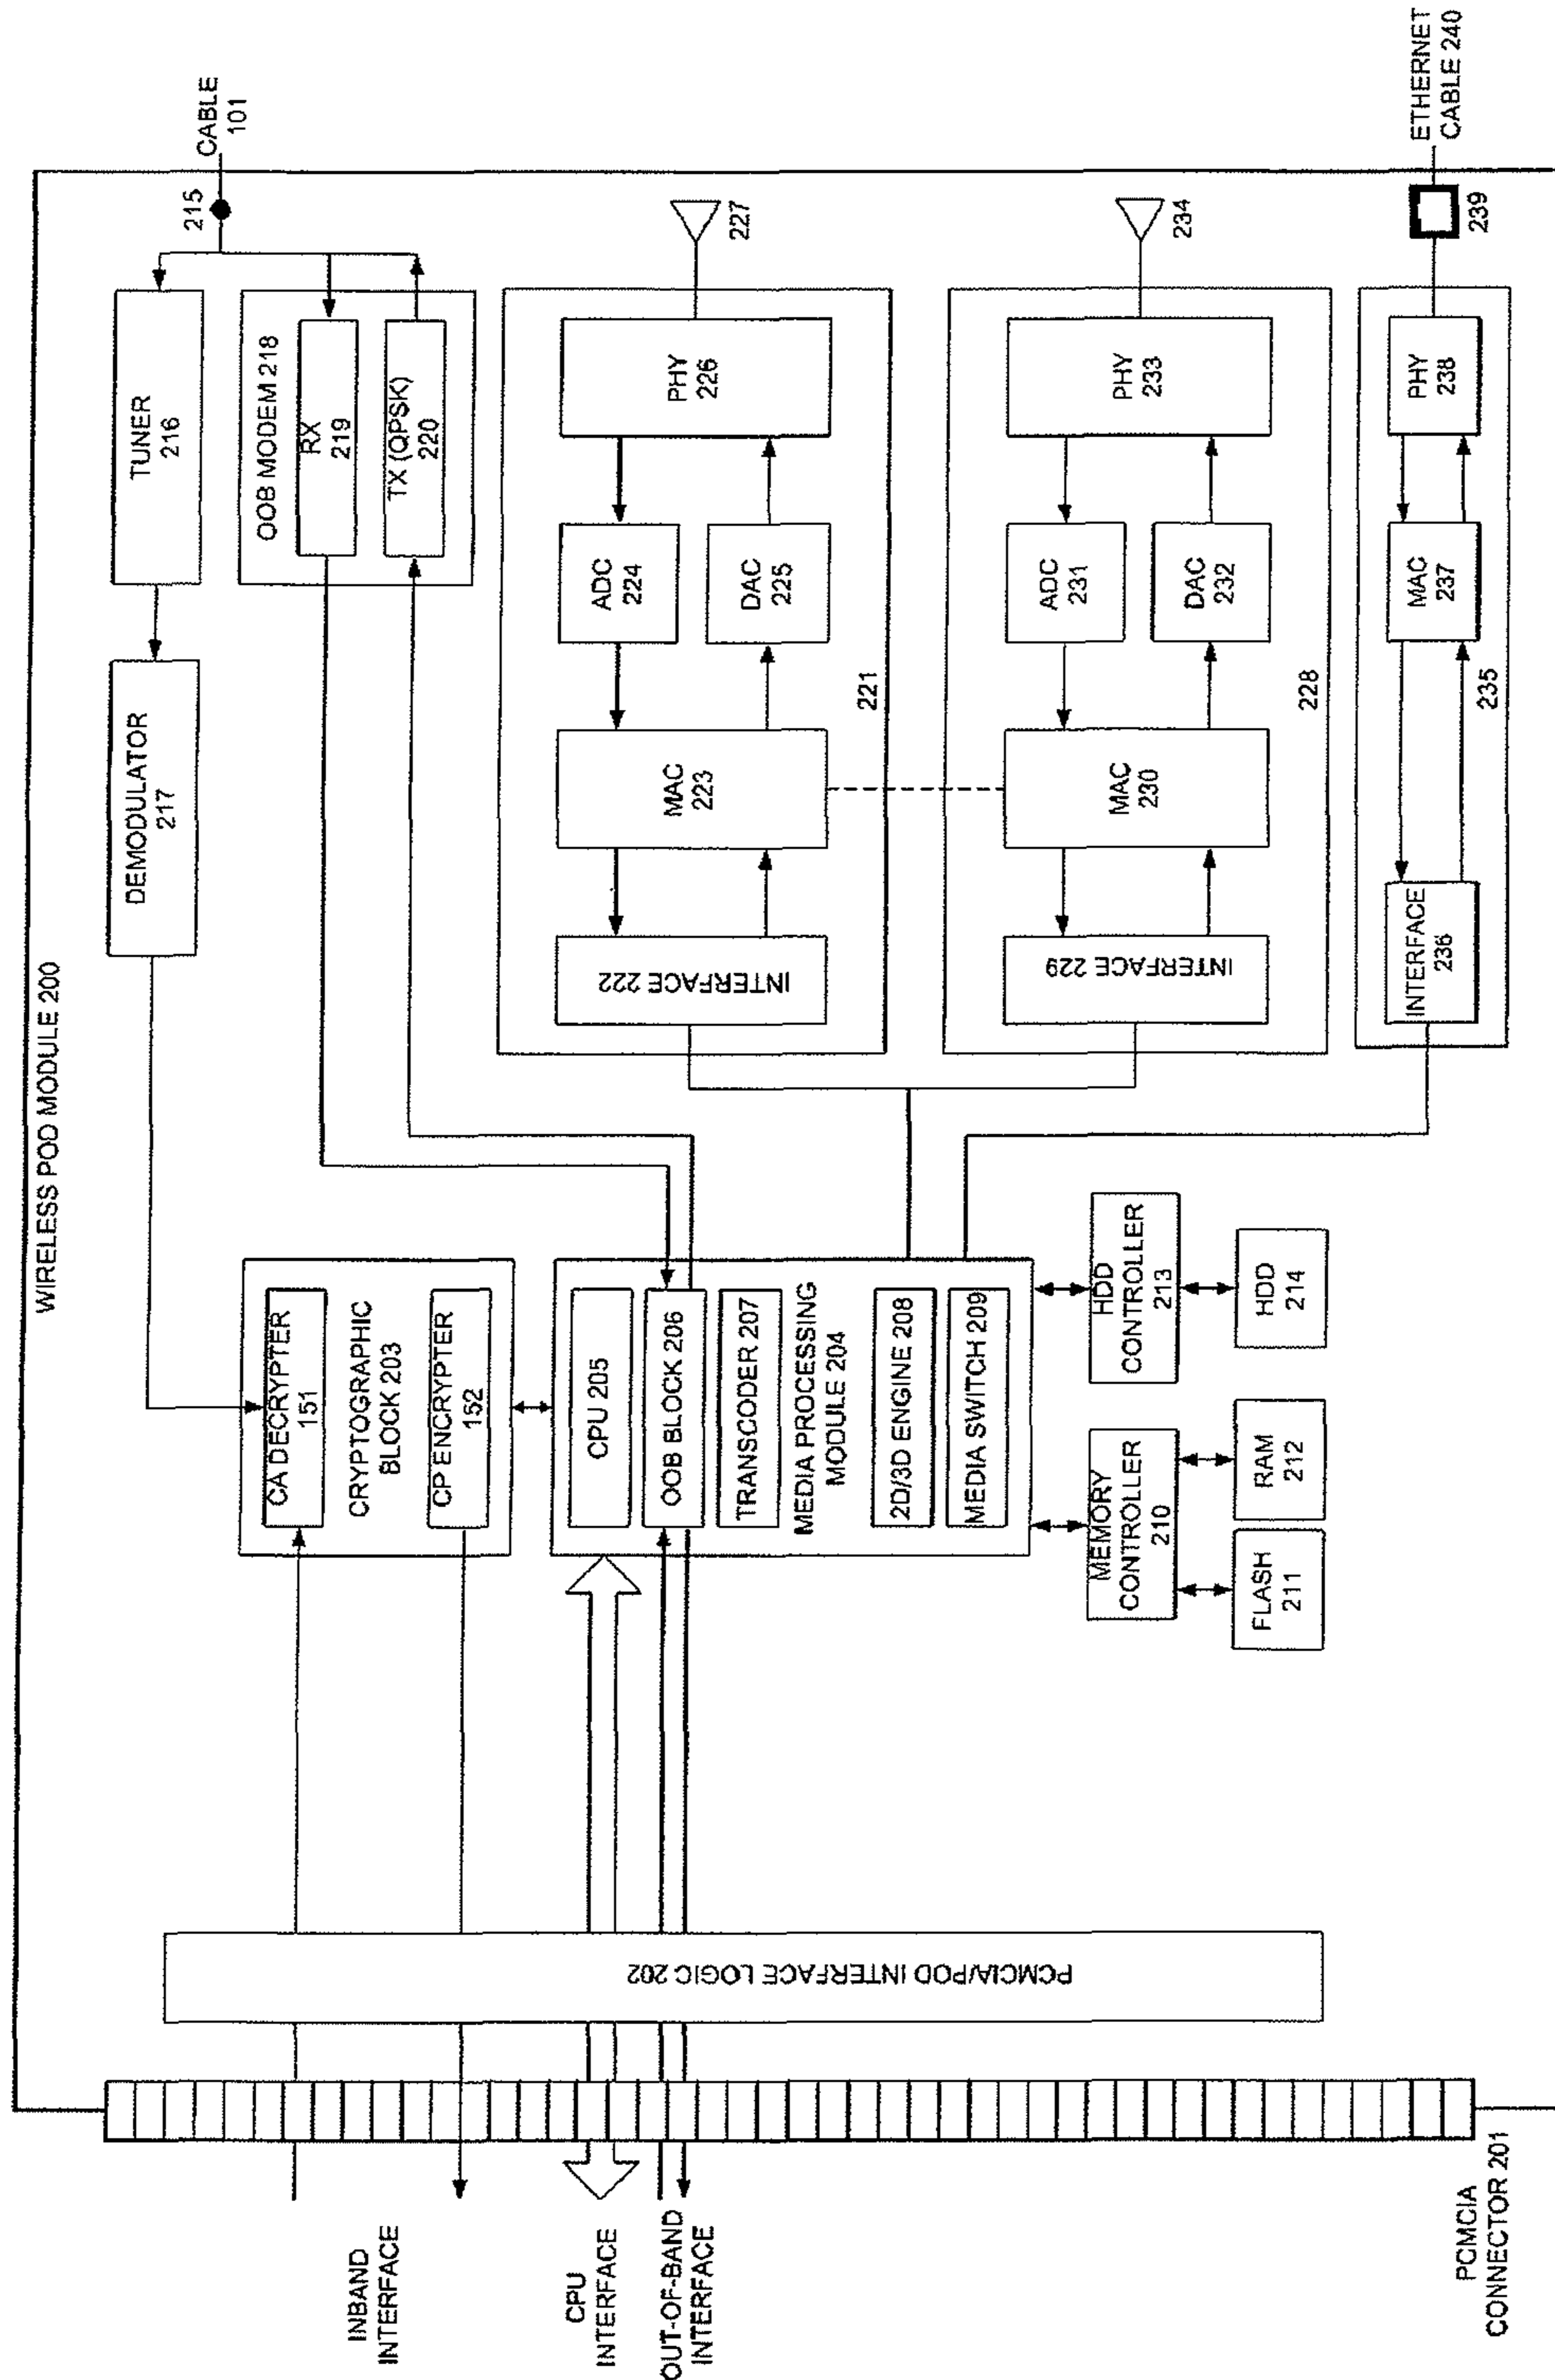 WIRELESS POD MODULE 200
CABLE
101
215
TUNER
216
DEMODULATOR
217
OOB MODEM 218
RX
219
TX (QPSK)
220
CA DECRYPTER
151
CRYPTOGRAPHIC
BLOCK 203
CP ENCRYPTER
152
INBAND
INTERFACE
CPU
INTERFACE
OUT-OF-BAND
INTERFACE
PCMCIA
CONNECTOR 201
PCMCIA/POD INTERFACE LOGIC 202
CPU 205
OOB BLOCK 206
TRANSCODER 207
MEDIA PROCESSING
MODULE 204
2D/3D ENGINE 208
MEDIA SWITCH 209
MEMORY
CONTROLLER
210
FLASH
211
RAM
212
HDD
CONTROLLER
213
HDD
214
INTERFACE 222
MAC
223
ADC
224
DAC
225
PHY
226
221
227
INTERFACE 229
MAC
230
ADC
231
DAC
232
PHY
233
228
234
INTERFACE
236
MAC
237
PHY
238
235
239
ETHERNET
CABLE 240